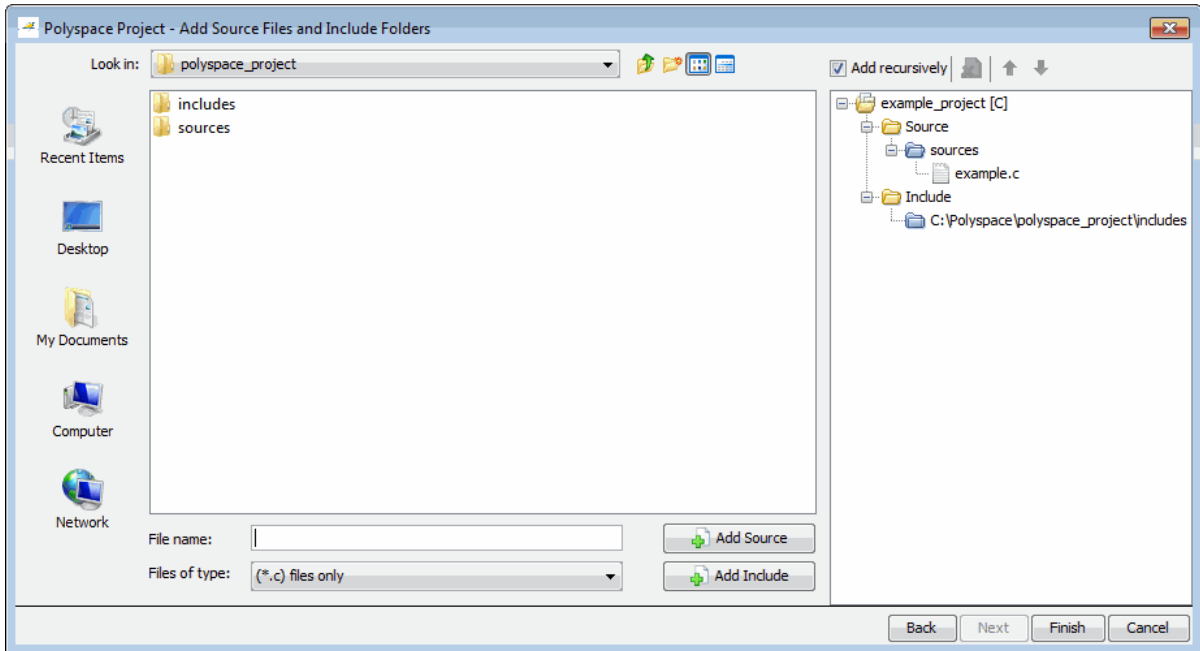 Polyspace Project - Add Source Files and Include Folders
Look in:
polyspace_project
Add recursively
includes
sources
Recent Items
Desktop
My Documents
Computer
Network
example_project [C]
Source
sources
example.c
Include
C:\Polyspace\polyspace_project\includes
File name:
Add Source
Files of type:
(*.c) files only
Add Include
Back
Next
Finish
Cancel